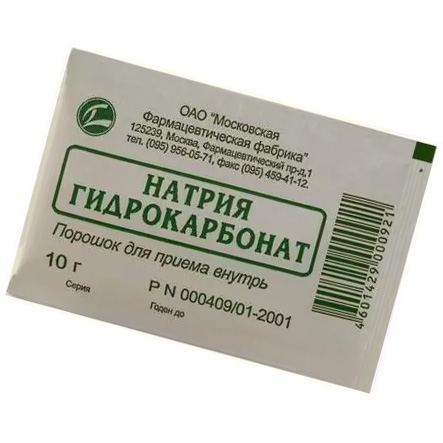 ОАО "Московская
Фармацевтическая фабрика"
125239, Москва, Фармацевтический пр-д,1
тел. (095) 956-05-71, факс (095) 459-41-12.
НАТРИЯ
ГИДРОКАРБОНАТ
Порошок для приема внутрь
10 г
P N 000409/01-2001
Серия
Годен до
4601429000921